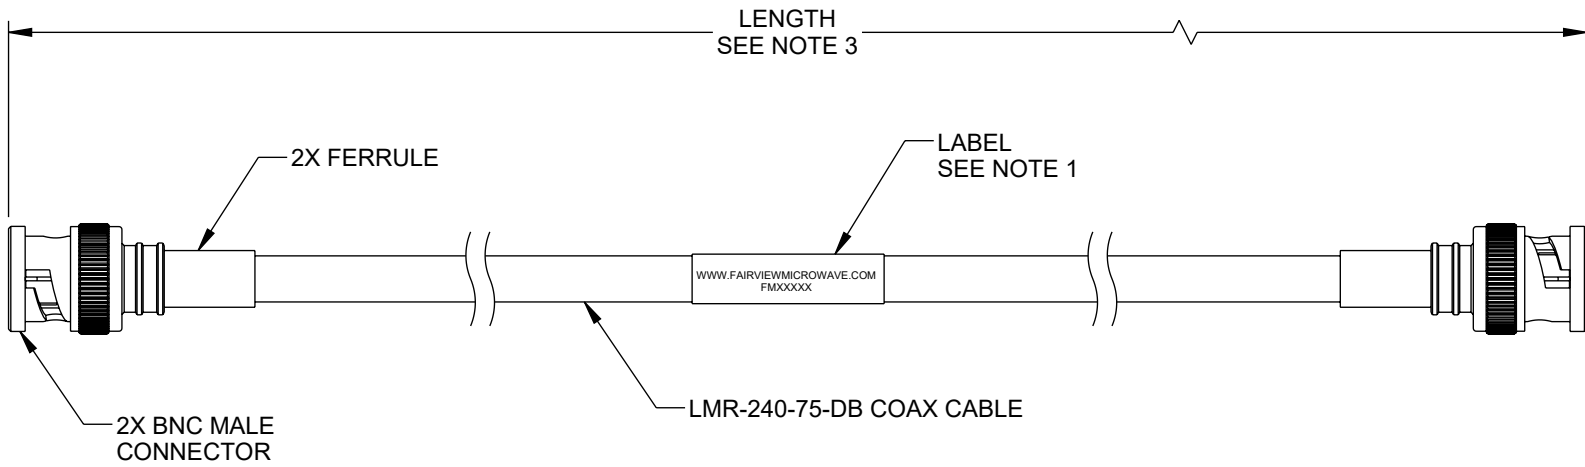 LENGTH
SEE NOTE 3
2X FERRULE
LABEL
SEE NOTE 1
WWW.FAIRVIEWMICROWAVE.COM
FMXXXXX
LMR-240-75-DB COAX CABLE
2X BNC MALE
CONNECTOR